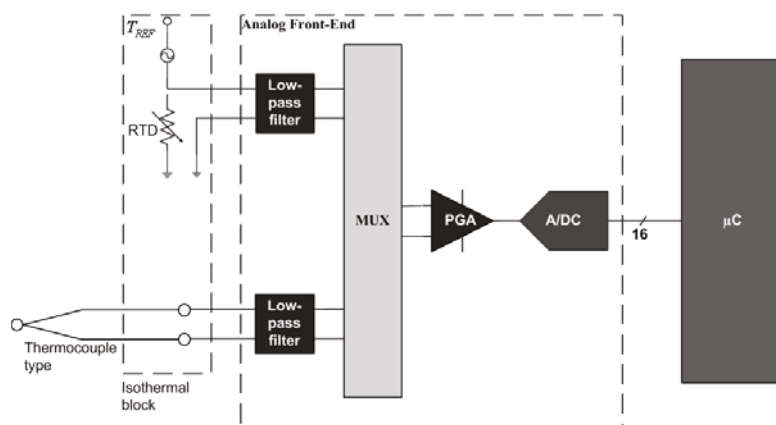 T_REF
Analog Front-End
Low-
pass
filter
RTD
MUX
PGA
A/DC
16
μC
Low-
pass
filter
Thermocouple
type
Isothermal
block